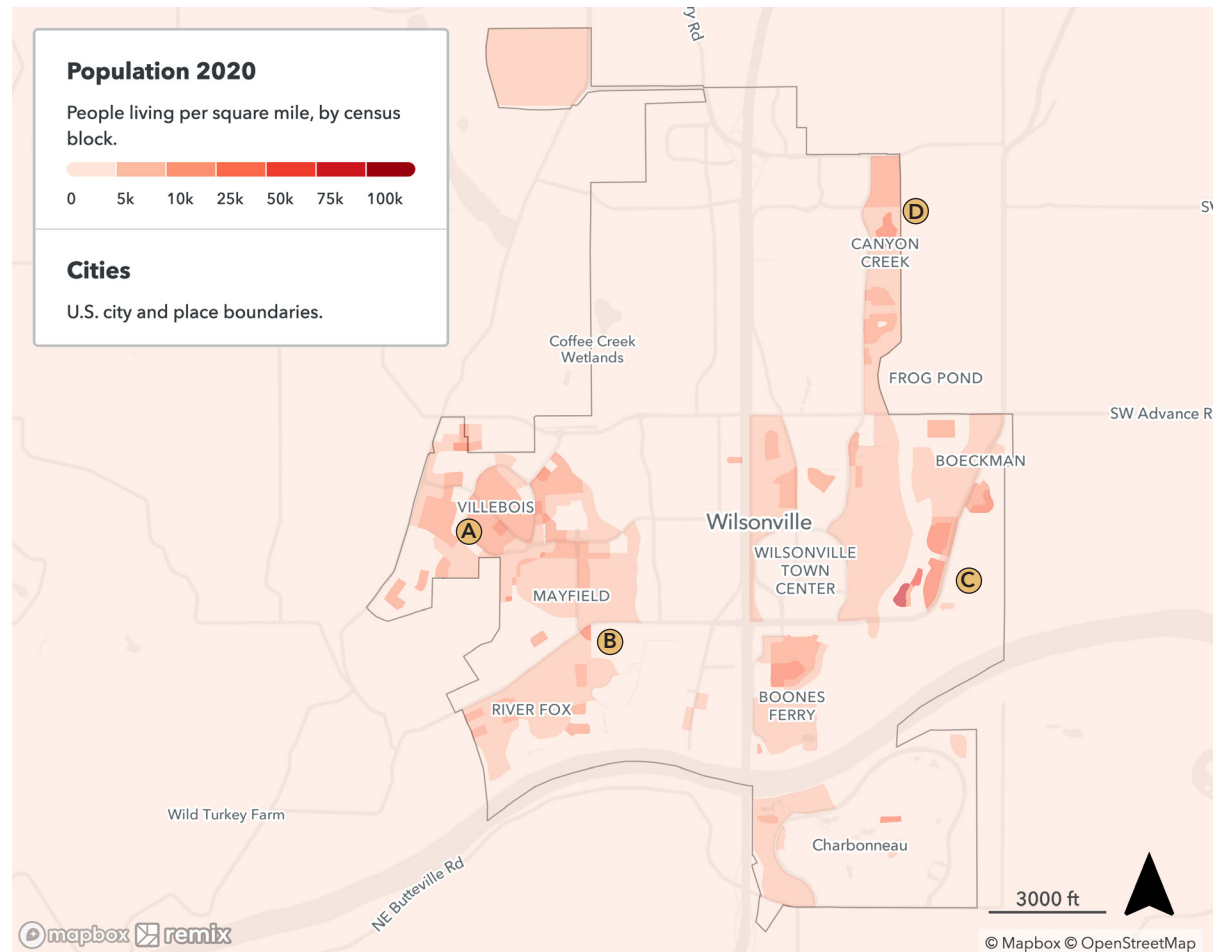 ry Rd
Population 2020
People living per square mile, by census
block.
0 5k 10k 25k 50k 75k 100k
Cities
U.S. city and place boundaries.
D
SW
CANYON
CREEK
Coffee Creek
Wetlands
FROG POND
SW Advance R
BOECKMAN
VILLEBOIS
A
Wilsonville
WILSONVILLE
TOWN
CENTER
C
MAYFIELD
B
BOONES
FERRY
RIVER FOX
Wild Turkey Farm
Charbonneau
NE Butteville Rd
3000 ft
mapbox remix
© Mapbox © OpenStreetMap